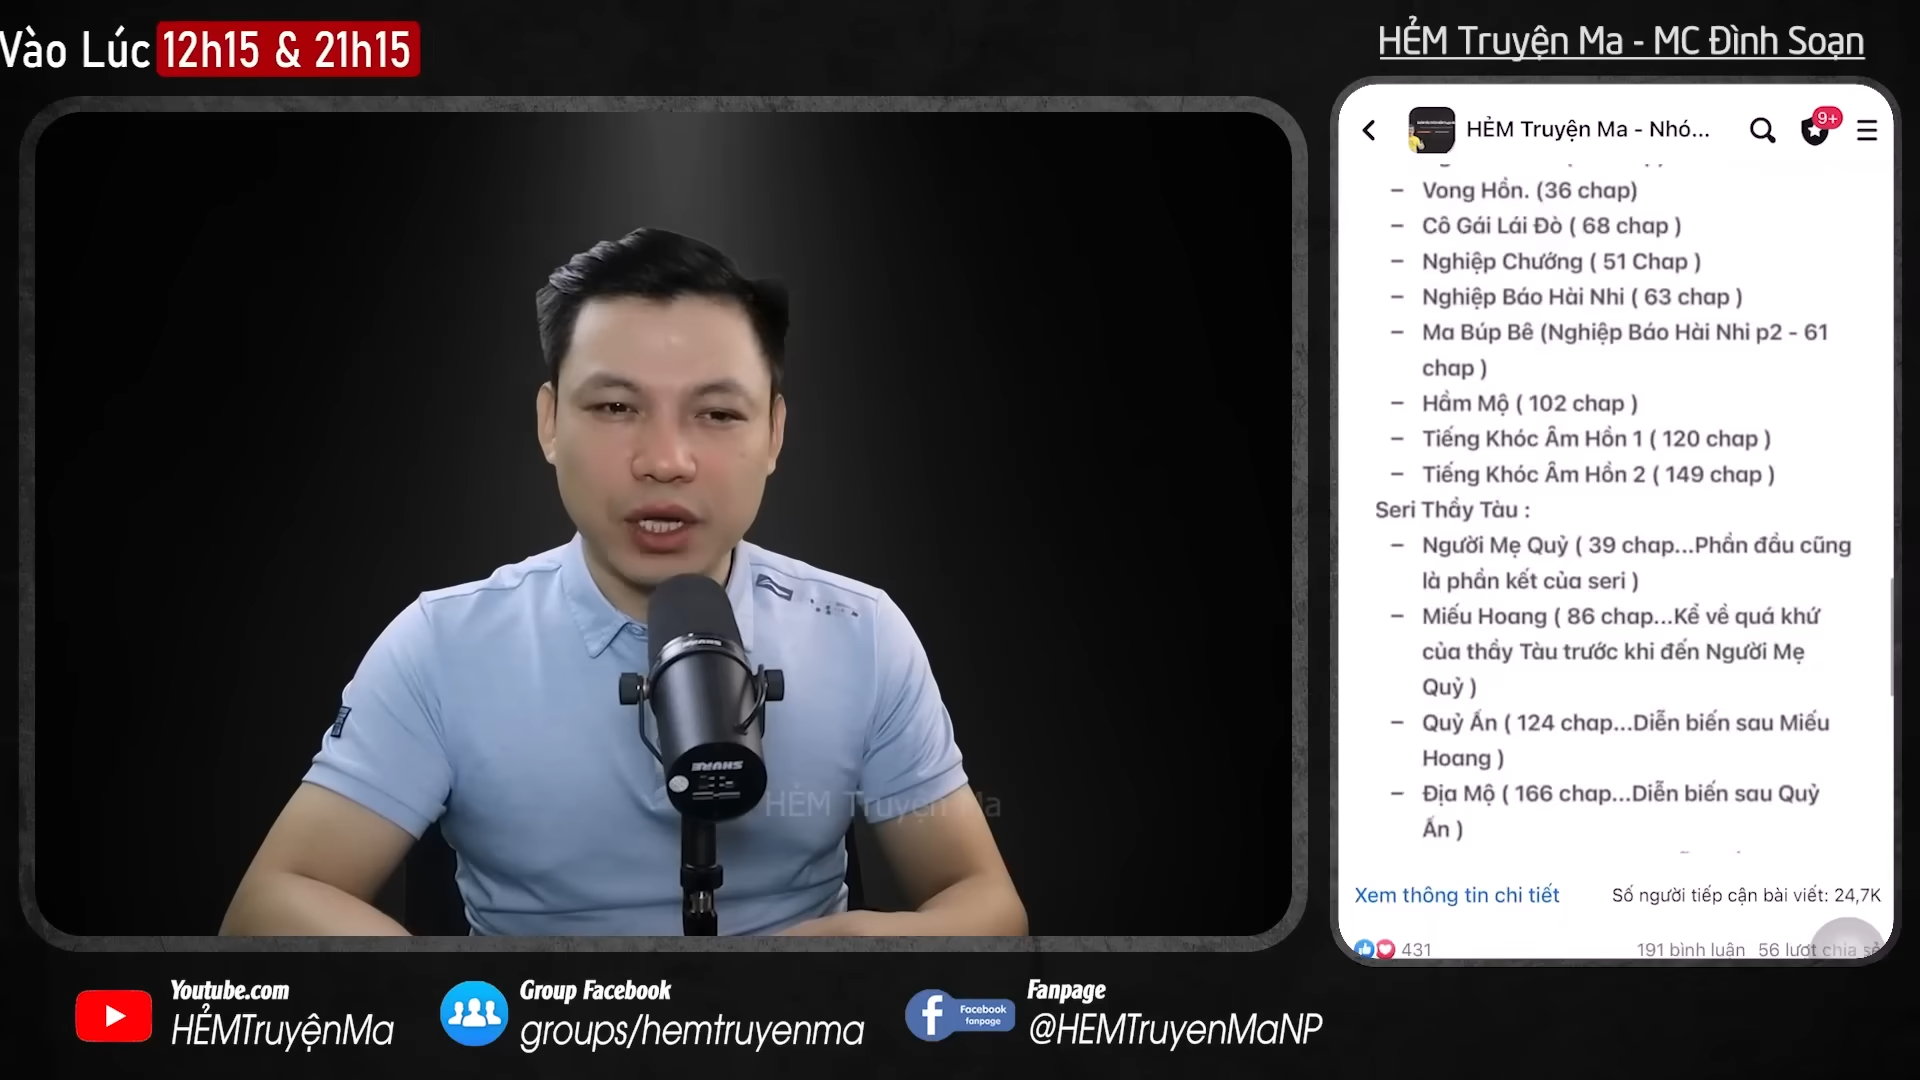 Vào Lúc 12h15 & 21h15
HẺM Truyện Ma - MC Đình Soạn
HẺM Truyện Ma - Nhó...
9+
– Vong Hồn. (36 chap)
– Cô Gái Lái Đò ( 68 chap )
– Nghiệp Chướng ( 51 Chap )
– Nghiệp Báo Hài Nhi ( 63 chap )
– Ma Búp Bê (Nghiệp Báo Hài Nhi p2 - 61
chap )
– Hầm Mộ ( 102 chap )
– Tiếng Khóc Âm Hồn 1 ( 120 chap )
– Tiếng Khóc Âm Hồn 2 ( 149 chap )
Seri Thầy Tàu :
– Người Mẹ Quỷ ( 39 chap...Phần đầu cũng
là phần kết của seri )
– Miếu Hoang ( 86 chap...Kể về quá khứ
của thầy Tàu trước khi đến Người Mẹ
Quỷ )
– Quỷ Ấn ( 124 chap...Diễn biến sau Miếu
Hoang )
– Địa Mộ ( 166 chap...Diễn biến sau Quỷ
Ấn )
Xem thông tin chi tiết
Số người tiếp cận bài viết: 24,7K
431
191 bình luận 56 lượt chia sẻ
SHURE
HẺM Truyện Ma
Youtube.com
HẺMTruyệnMa
Group Facebook
groups/hemtruyenma
Facebook
fanpage
Fanpage
@HEMTruyenMaNP